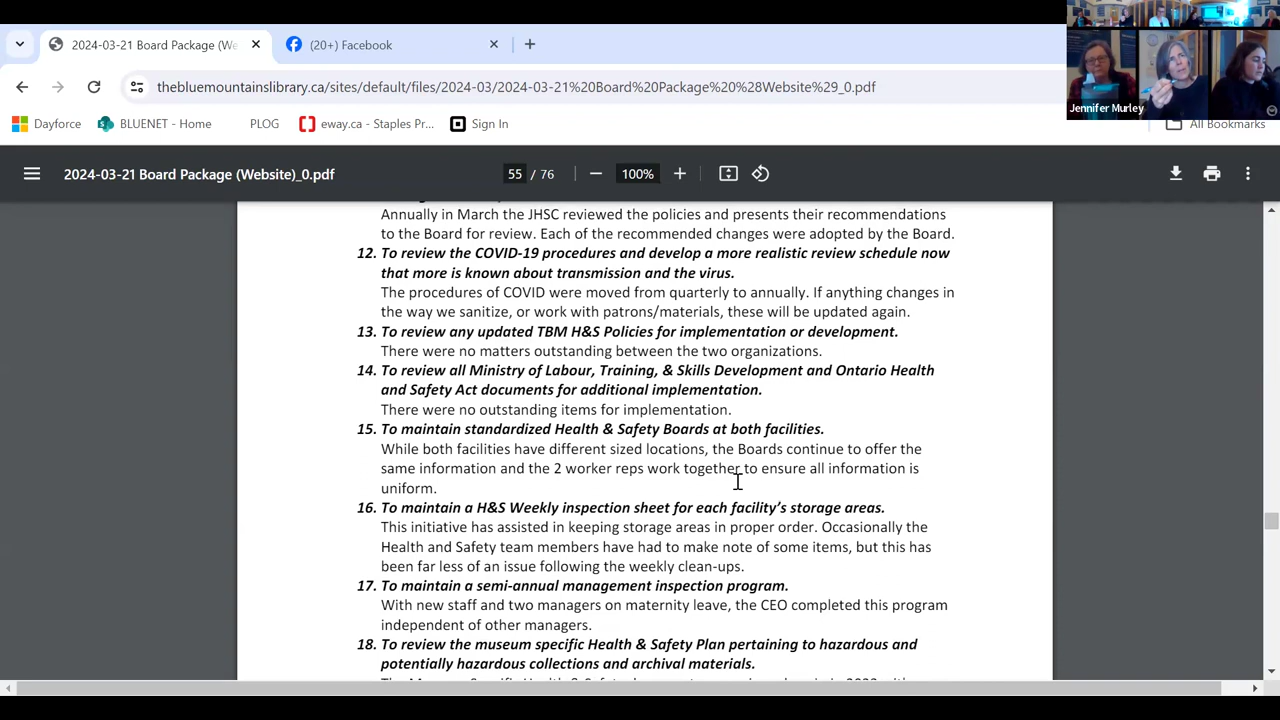 2024-03-21 Board Package (We
(20+) Facebook
thebluemountainslibrary.ca/sites/default/files/2024-03/2024-03-21%20Board%20Package%20%28Website%29_0.pdf
Dayforce
BLUENET - Home
PLOG
eway.ca - Staples Pr...
Sign In
All Bookmarks
Jennifer Murley
2024-03-21 Board Package (Website)_0.pdf
55 / 76
100%
Annually in March the JHSC reviewed the policies and presents their recommendations
to the Board for review. Each of the recommended changes were adopted by the Board.
12. To review the COVID-19 procedures and develop a more realistic review schedule now
that more is known about transmission and the virus.
The procedures of COVID were moved from quarterly to annually. If anything changes in
the way we sanitize, or work with patrons/materials, these will be updated again.
13. To review any updated TBM H&S Policies for implementation or development.
There were no matters outstanding between the two organizations.
14. To review all Ministry of Labour, Training, & Skills Development and Ontario Health
and Safety Act documents for additional implementation.
There were no outstanding items for implementation.
15. To maintain standardized Health & Safety Boards at both facilities.
While both facilities have different sized locations, the Boards continue to offer the
same information and the 2 worker reps work together to ensure all information is
uniform.
16. To maintain a H&S Weekly inspection sheet for each facility's storage areas.
This initiative has assisted in keeping storage areas in proper order. Occasionally the
Health and Safety team members have had to make note of some items, but this has
been far less of an issue following the weekly clean-ups.
17. To maintain a semi-annual management inspection program.
With new staff and two managers on maternity leave, the CEO completed this program
independent of other managers.
18. To review the museum specific Health & Safety Plan pertaining to hazardous and
potentially hazardous collections and archival materials.